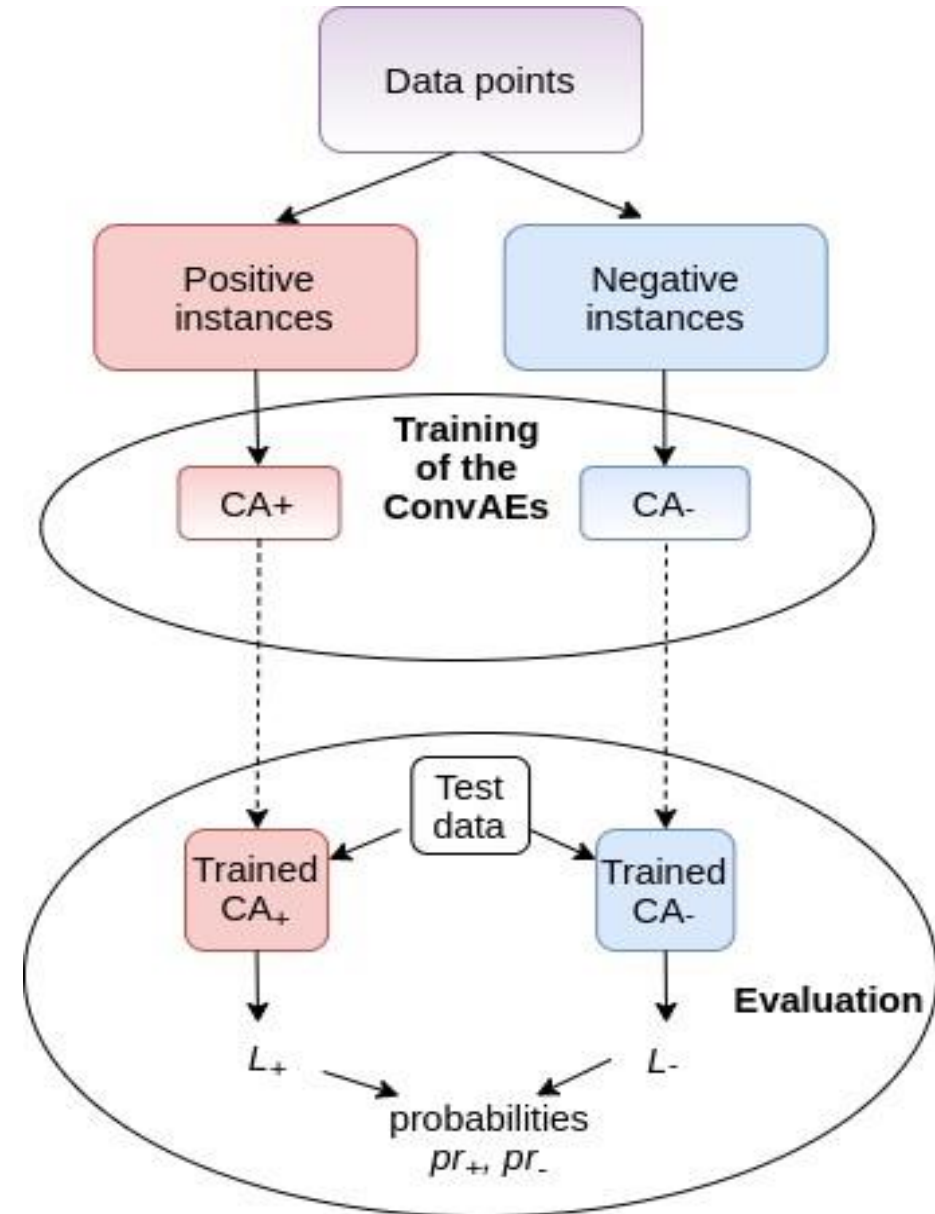 Data points
Positive
instances
Negative
instances
Training
of the
ConvAEs
CA+
CA-
Test
data
Trained
CA+
Trained
CA-
Evaluation
L+
L-
probabilities
pr+, pr-